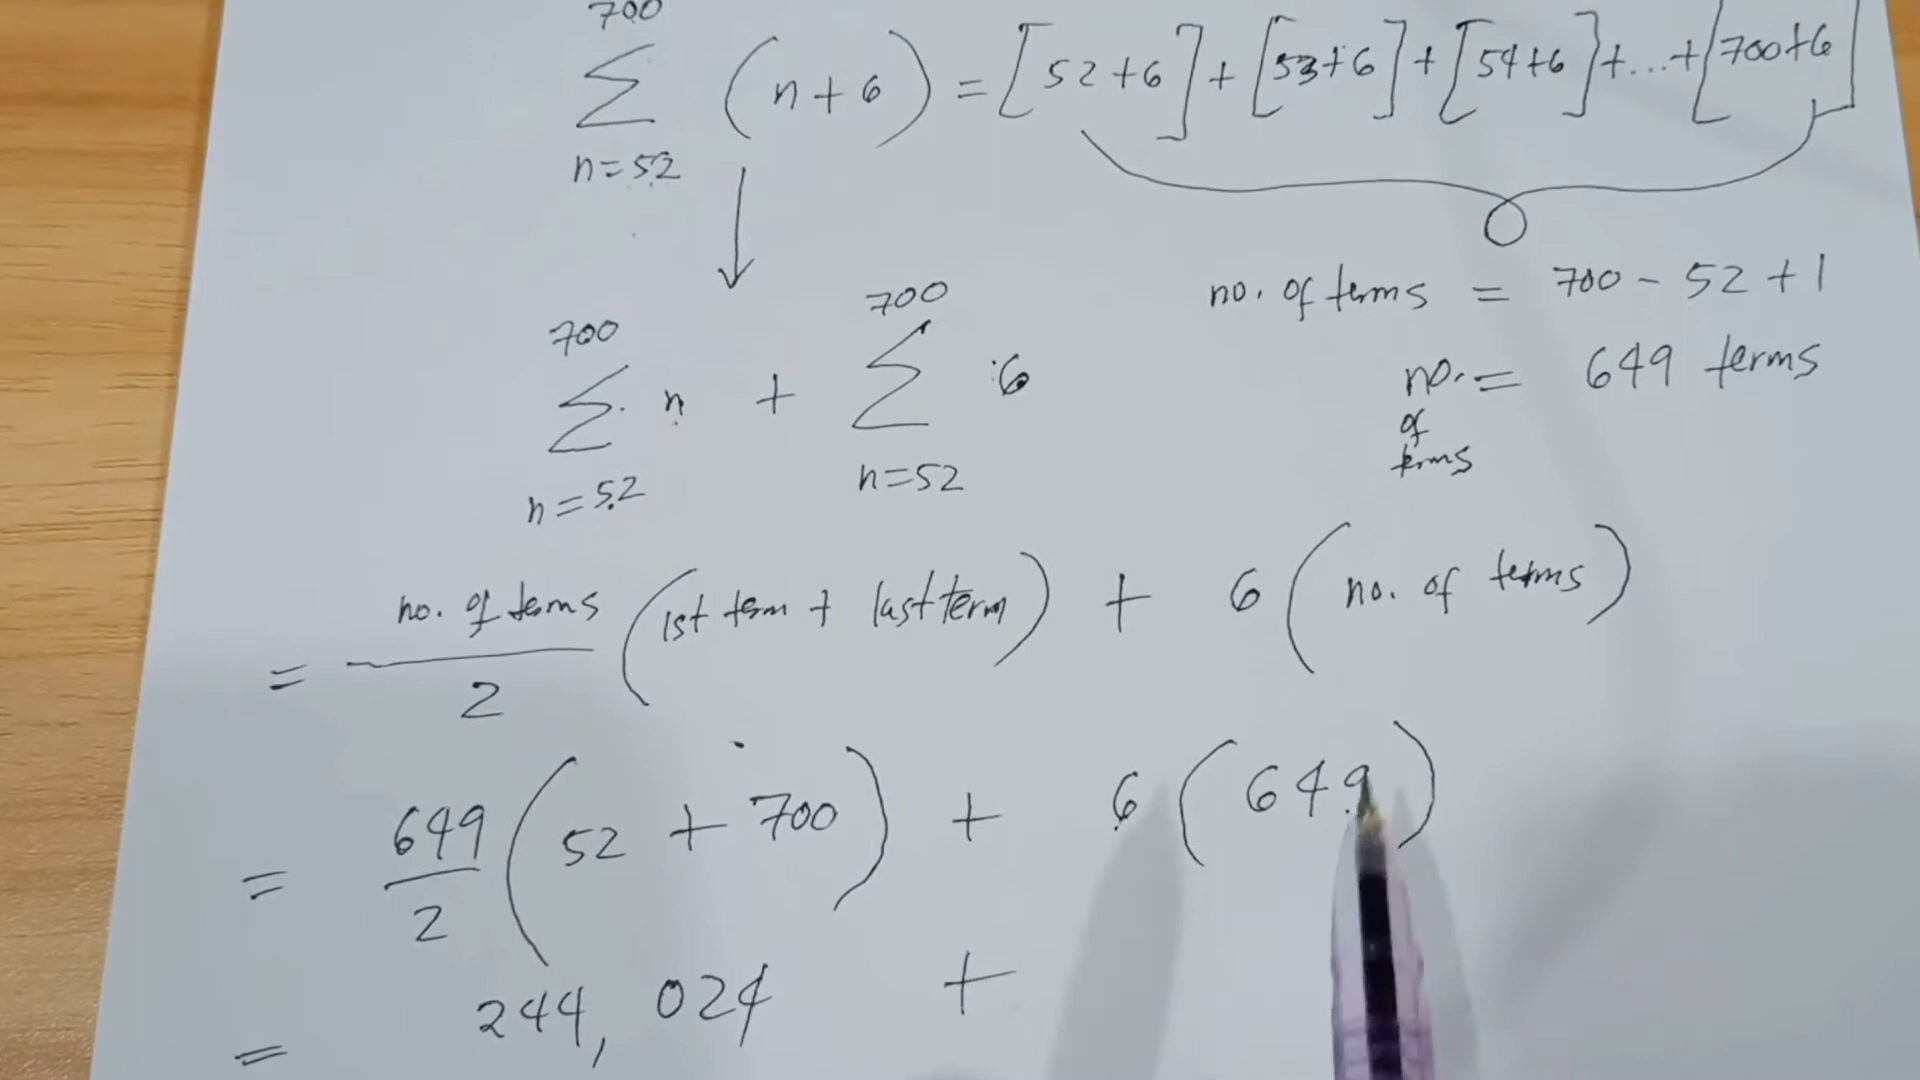 700
∑ (n+6) = [52+6] + [53+6] + [54+6] +...+ [700+6]
n=52
no. of terms = 700 - 52 + 1
no. of terms = 649 terms
700 700
∑ n + ∑ 6
n=52 n=52
= no. of terms / 2 (1st term + last term) + 6 (no. of terms)
= 649/2 (52 + 700) + 6 (649)
= 244,024 +